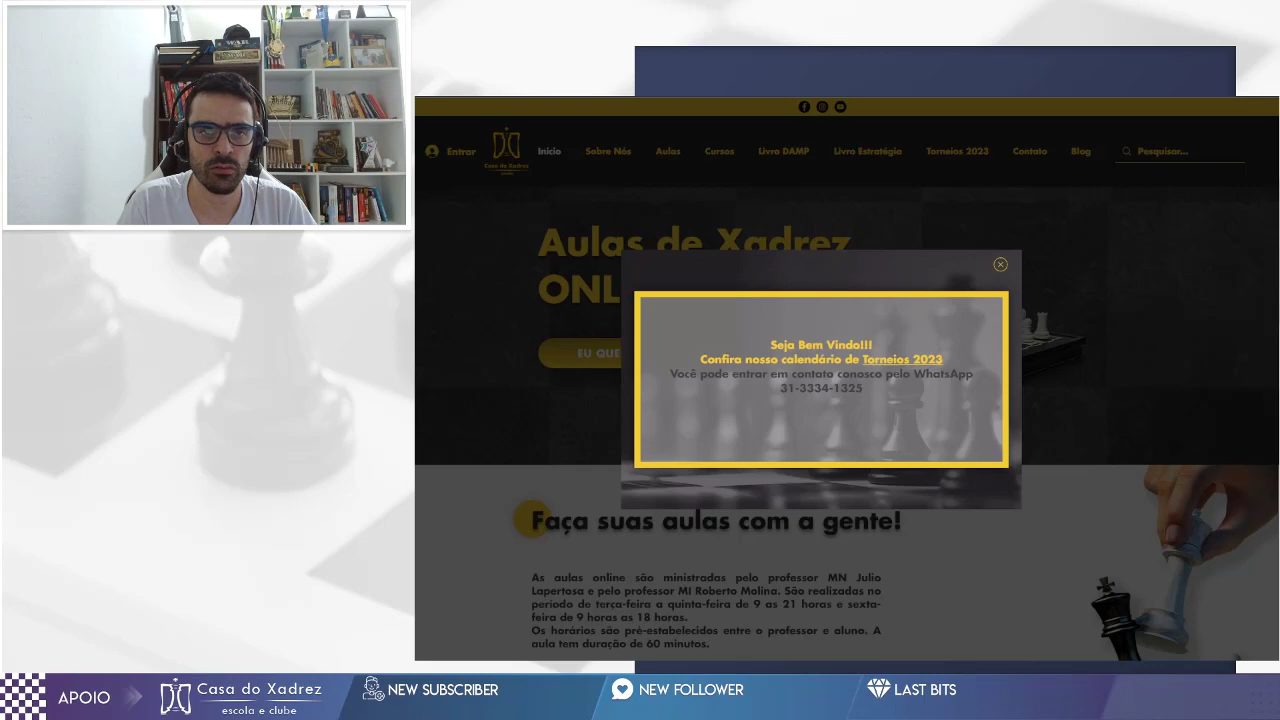 Entrar
Casa do Xadrez
Início
Sobre Nós
Aulas
Cursos
Livro DAMP
Livro Estratégia
Torneios 2023
Contato
Blog
Pesquisar...
Aulas de Xadrez
ONL
EU QUE
Seja Bem Vindo!!!
Confira nosso calendário de Torneios 2023
Você pode entrar em contato conosco pelo WhatsApp
31-3334-1325
Faça suas aulas com a gente!
As aulas online são ministradas pelo professor MN Julio
Lapertosa e pelo professor MI Roberto Molina. São realizadas no
período de terça-feira a quinta-feira de 9 as 21 horas e sexta-
feira de 9 horas as 18 horas.
Os horários são pré-estabelecidos entre o professor e aluno. A
aula tem duração de 60 minutos.
APOIO
Casa do Xadrez
escola e clube
NEW SUBSCRIBER
NEW FOLLOWER
LAST BITS